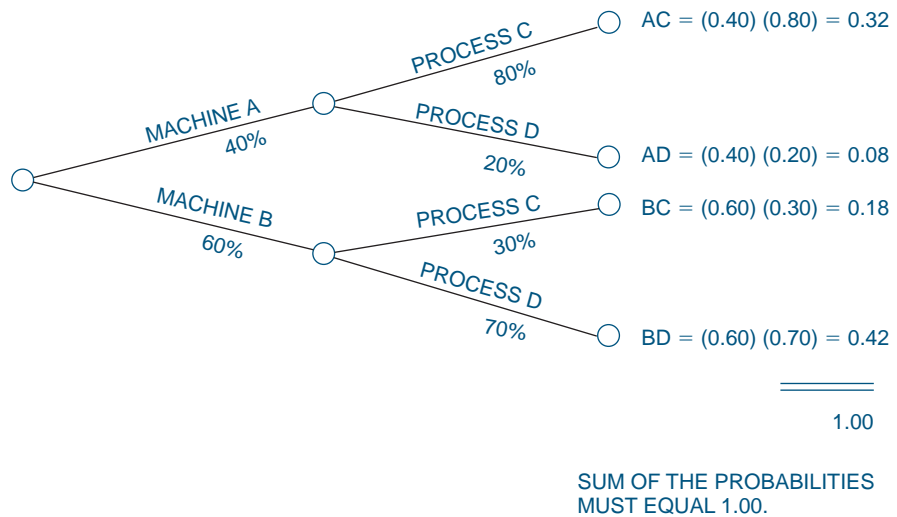 PROCESS C
80%
AC = (0.40) (0.80) = 0.32
MACHINE A
40%
PROCESS D
20%
AD = (0.40) (0.20) = 0.08
MACHINE B
60%
PROCESS C
30%
BC = (0.60) (0.30) = 0.18
PROCESS D
70%
BD = (0.60) (0.70) = 0.42
1.00
SUM OF THE PROBABILITIES
MUST EQUAL 1.00.